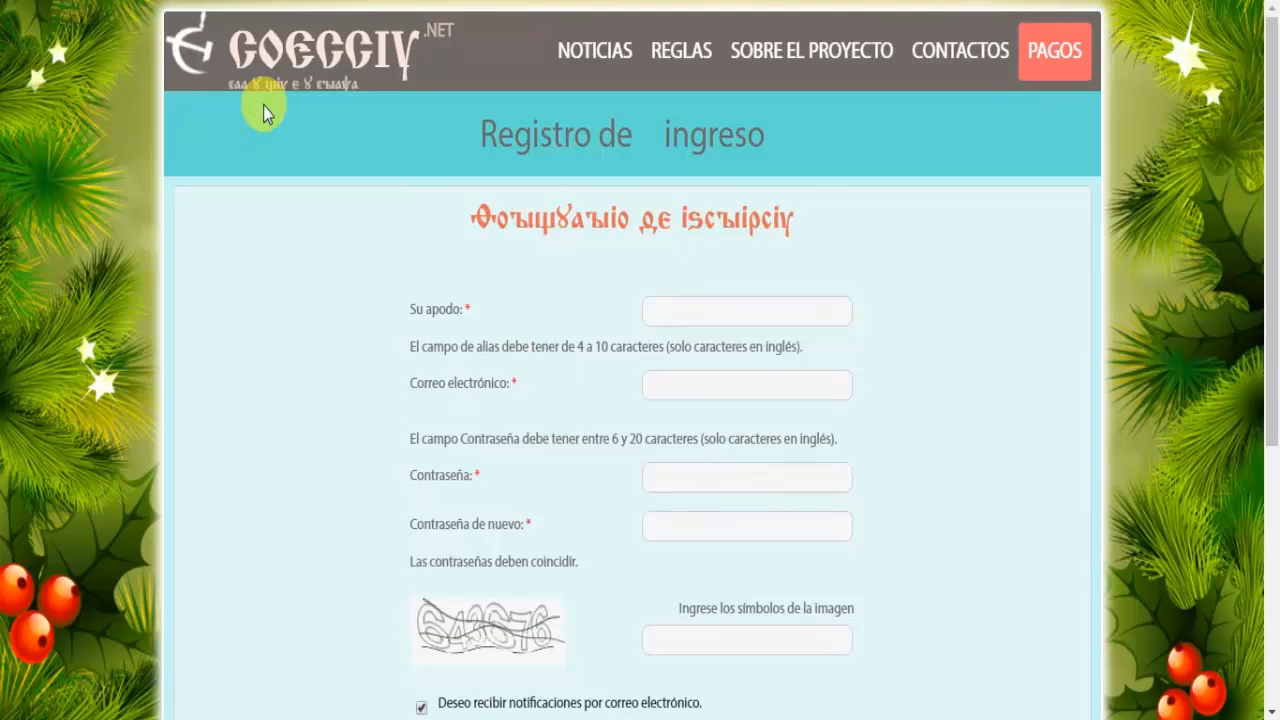 .NET
NOTICIAS REGLAS SOBRE EL PROYECTO CONTACTOS PAGOS
Registro de ingreso
Su apodo: *
El campo de alias debe tener de 4 a 10 caracteres (solo caracteres en inglés).
Correo electrónico: *
El campo Contraseña debe tener entre 6 y 20 caracteres (solo caracteres en inglés).
Contraseña: *
Contraseña de nuevo: *
Las contraseñas deben coincidir.
Ingrese los símbolos de la imagen
643676
Deseo recibir notificaciones por correo electrónico.